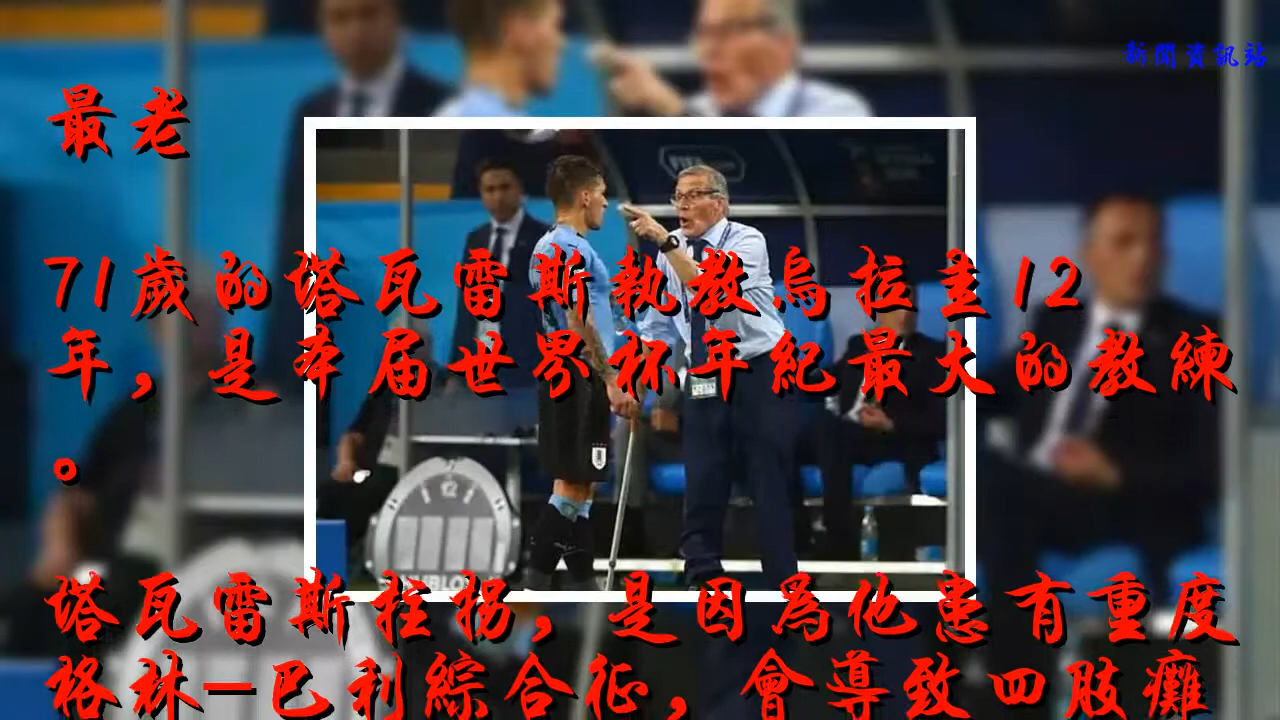 新聞資訊站
最老
71歲的塔瓦雷斯執教烏拉圭12
年，是本届世界杯年紀最大的教練
。
塔瓦雷斯拄拐，是因爲他患有重度
格林-巴利綜合征，會導致四肢癱